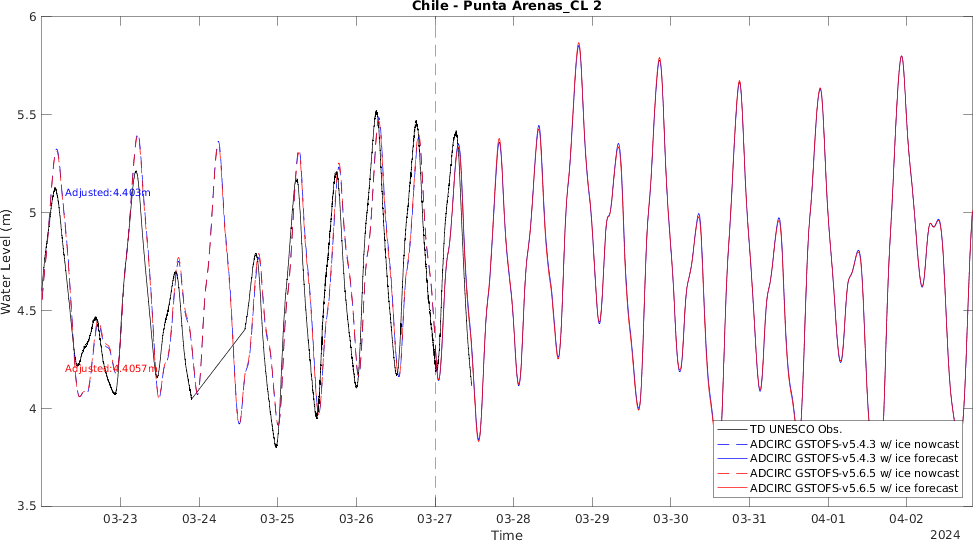 Chile - Punta Arenas_CL 2
Water Level (m)
6
5.5
5
4.5
4
3.5
Adjusted:4.403m
Adjusted:4.4057m
TD UNESCO Obs.
ADCIRC GSTOFS-v5.4.3 w/ ice nowcast
ADCIRC GSTOFS-v5.4.3 w/ ice forecast
ADCIRC GSTOFS-v5.6.5 w/ ice nowcast
ADCIRC GSTOFS-v5.6.5 w/ ice forecast
03-23 03-24 03-25 03-26 03-27 03-28 03-29 03-30 03-31 04-01 04-02
Time
2024